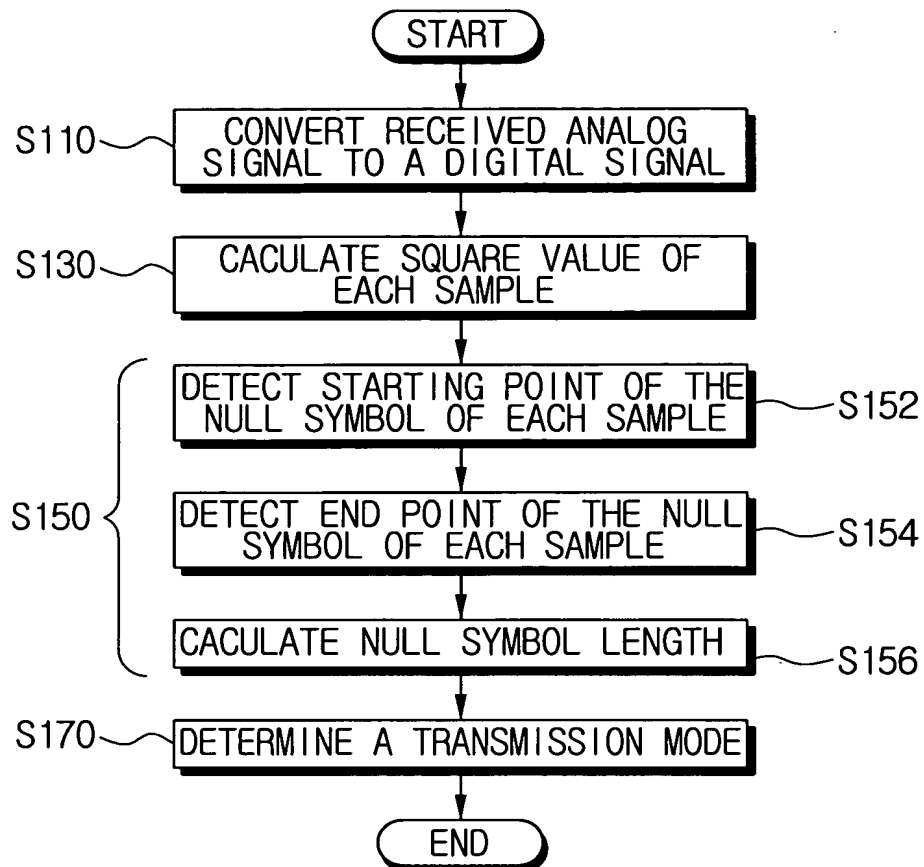 START
S110
CONVERT RECEIVED ANALOG
SIGNAL TO A DIGITAL SIGNAL
S130
CACULATE SQUARE VALUE OF
EACH SAMPLE
S150
DETECT STARTING POINT OF THE
NULL SYMBOL OF EACH SAMPLE
S152
DETECT END POINT OF THE NULL
SYMBOL OF EACH SAMPLE
S154
CACULATE NULL SYMBOL LENGTH
S156
S170
DETERMINE A TRANSMISSION MODE
END